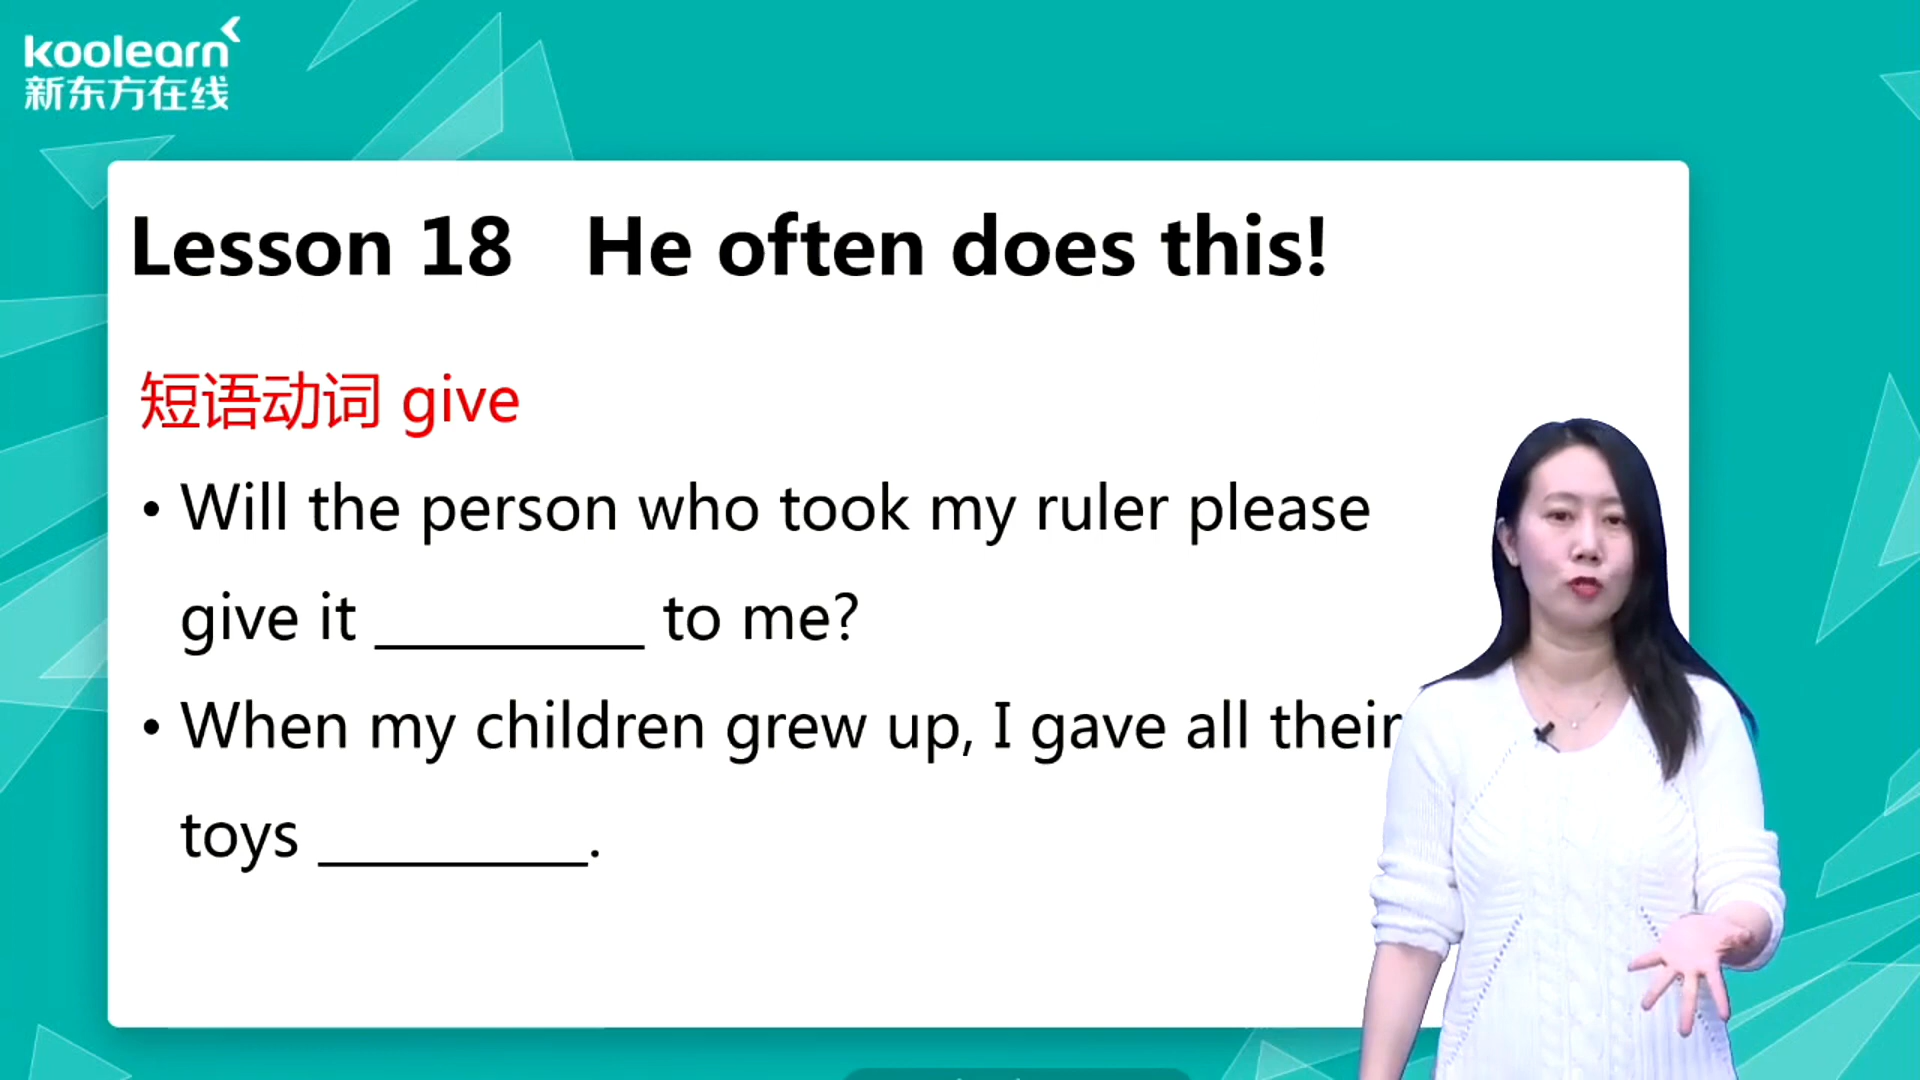 koolearn
新东方在线
Lesson 18 He often does this!
短语动词 give
• Will the person who took my ruler please
give it __________ to me?
• When my children grew up, I gave all their
toys __________.